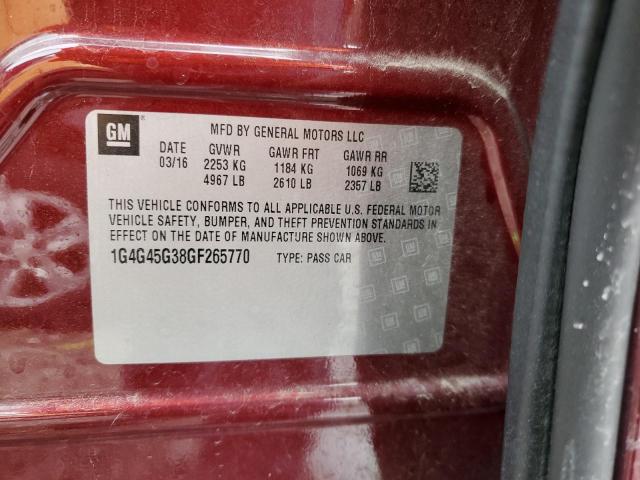 GM
MFD BY GENERAL MOTORS LLC
DATE GVWR GAWR FRT GAWR RR
03/16 2253 KG 1184 KG 1069 KG
4967 LB 2610 LB 2357 LB
THIS VEHICLE CONFORMS TO ALL APPLICABLE U.S. FEDERAL MOTOR
VEHICLE SAFETY, BUMPER, AND THEFT PREVENTION STANDARDS IN
EFFECT ON THE DATE OF MANUFACTURE SHOWN ABOVE.
1G4G45G38GF265770 TYPE: PASS CAR